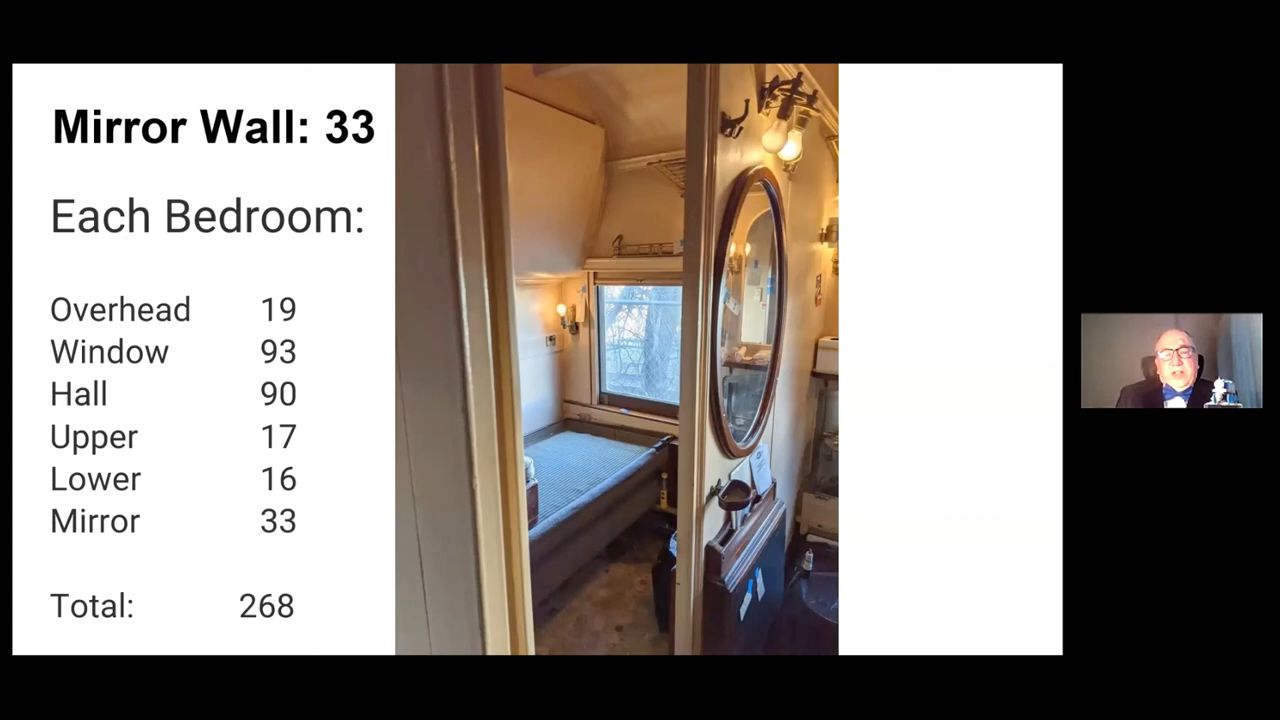 Mirror Wall: 33
Each Bedroom:
Overhead 19
Window 93
Hall 90
Upper 17
Lower 16
Mirror 33
Total: 268